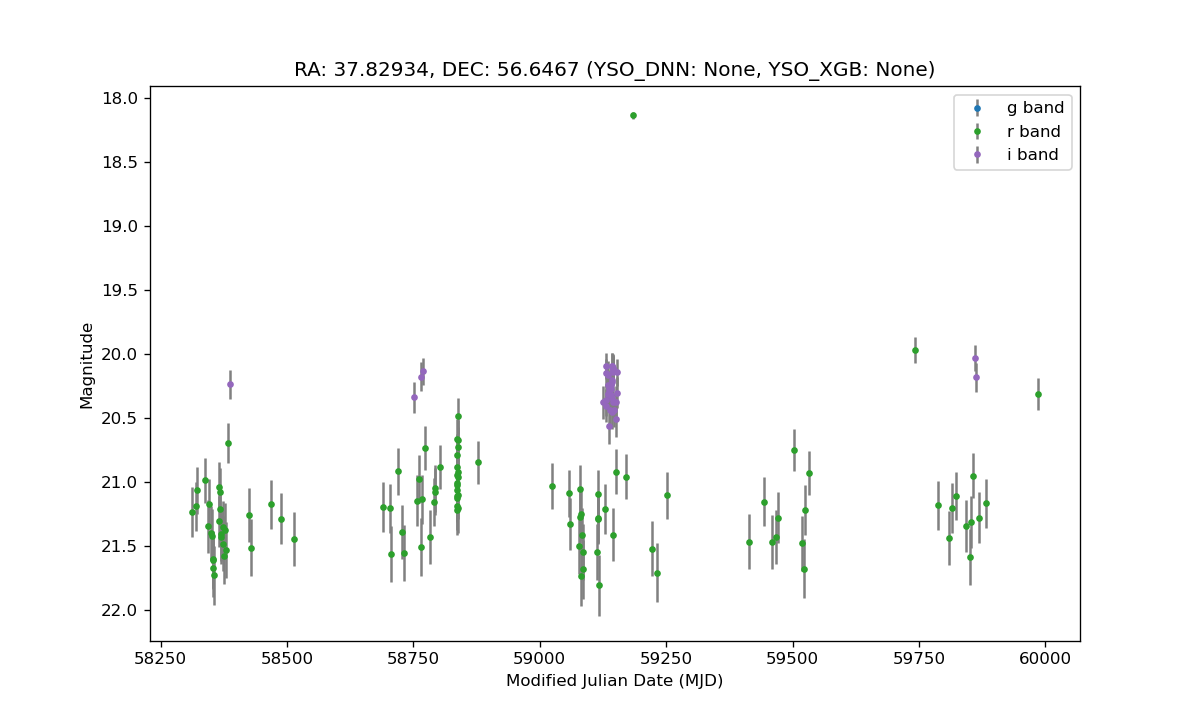 RA: 37.82934, DEC: 56.6467 (YSO_DNN: None, YSO_XGB: None)
g band
r band
i band
18.0
18.5
19.0
19.5
20.0
20.5
21.0
21.5
22.0
Magnitude
58250 58500 58750 59000 59250 59500 59750 60000
Modified Julian Date (MJD)